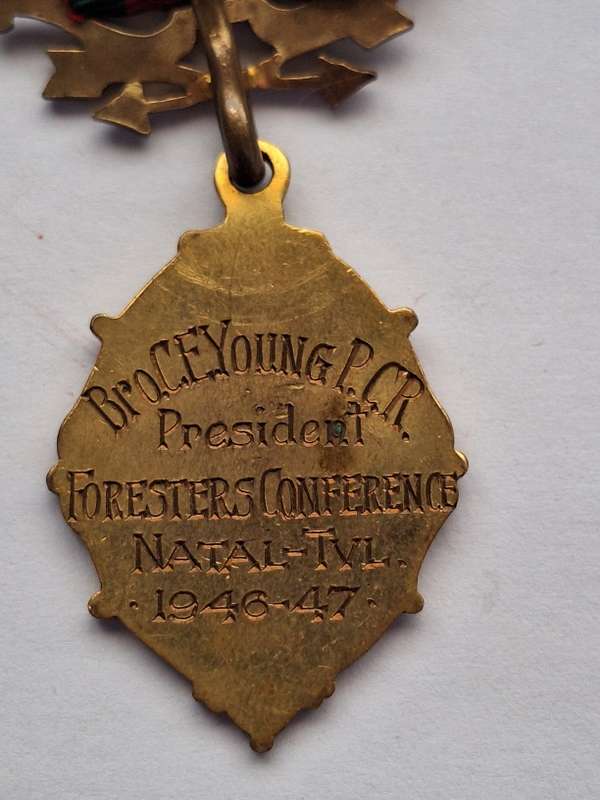 Bro. C.E. YOUNG P.C.R.
President
FORESTERS CONFERENCE
NATAL-TVL.
· 1946-47 ·